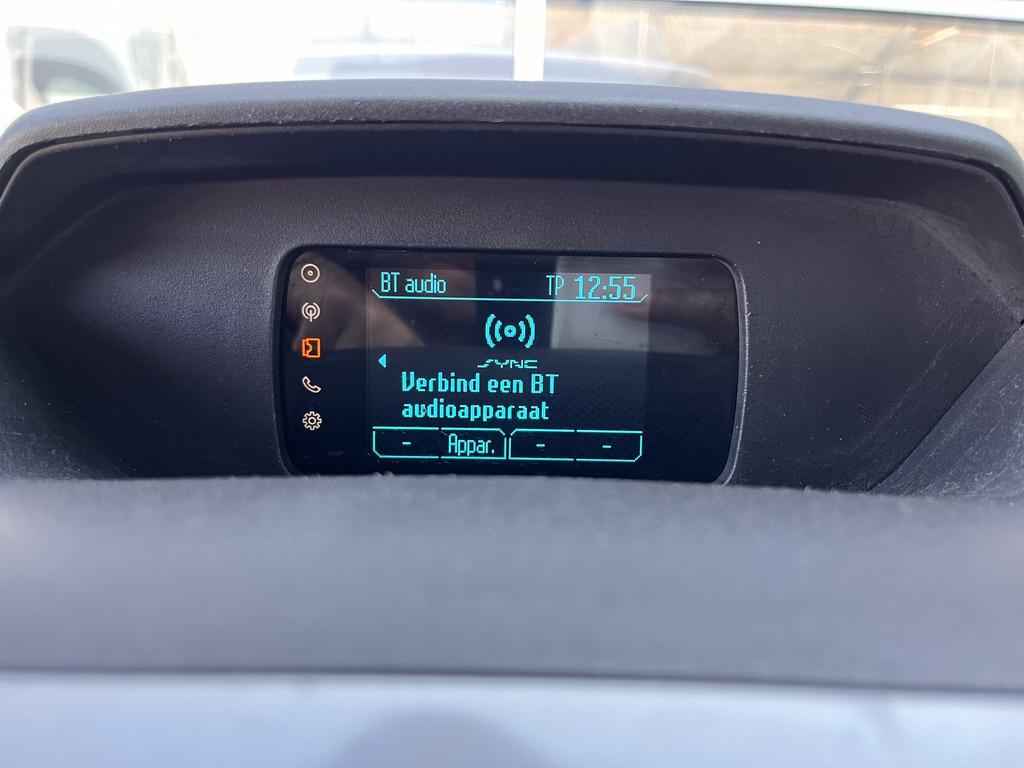 BT audio TP 12:55
SYNC
Verbind een BT
audioapparaat
- Appar. - -